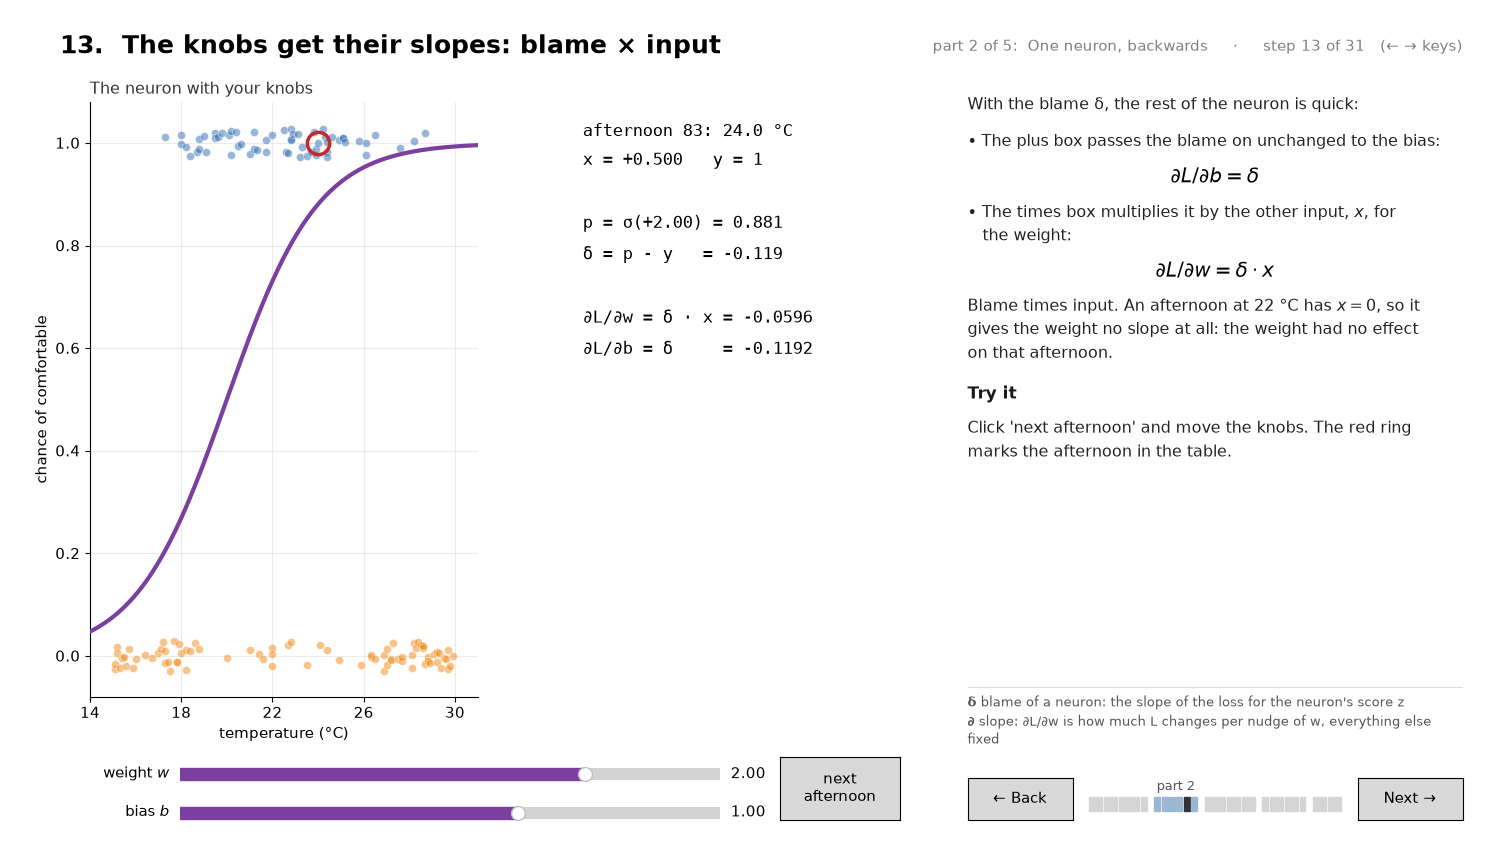 13.  The knobs get their slopes: blame × input
part 2 of 5:  One neuron, backwards  ·  step 13 of 31  (← → keys)
The neuron with your knobs
1.0
0.8
0.6
0.4
0.2
0.0
chance of comfortable
14 18 22 26 30
temperature (°C)
afternoon 83: 24.0 °C
x = +0.500   y = 1
p = σ(+2.00) = 0.881
δ = p - y   = -0.119
∂L/∂w = δ · x = -0.0596
∂L/∂b = δ     = -0.1192
With the blame δ, the rest of the neuron is quick:
• The plus box passes the blame on unchanged to the bias:
∂L/∂b = δ
• The times box multiplies it by the other input, x, for
the weight:
∂L/∂w = δ · x
Blame times input. An afternoon at 22 °C has x = 0, so it
gives the weight no slope at all: the weight had no effect
on that afternoon.
Try it
Click 'next afternoon' and move the knobs. The red ring
marks the afternoon in the table.
δ blame of a neuron: the slope of the loss for the neuron's score z
∂ slope: ∂L/∂w is how much L changes per nudge of w, everything else
fixed
weight w 2.00
bias b 1.00
next
afternoon
← Back
part 2
Next →